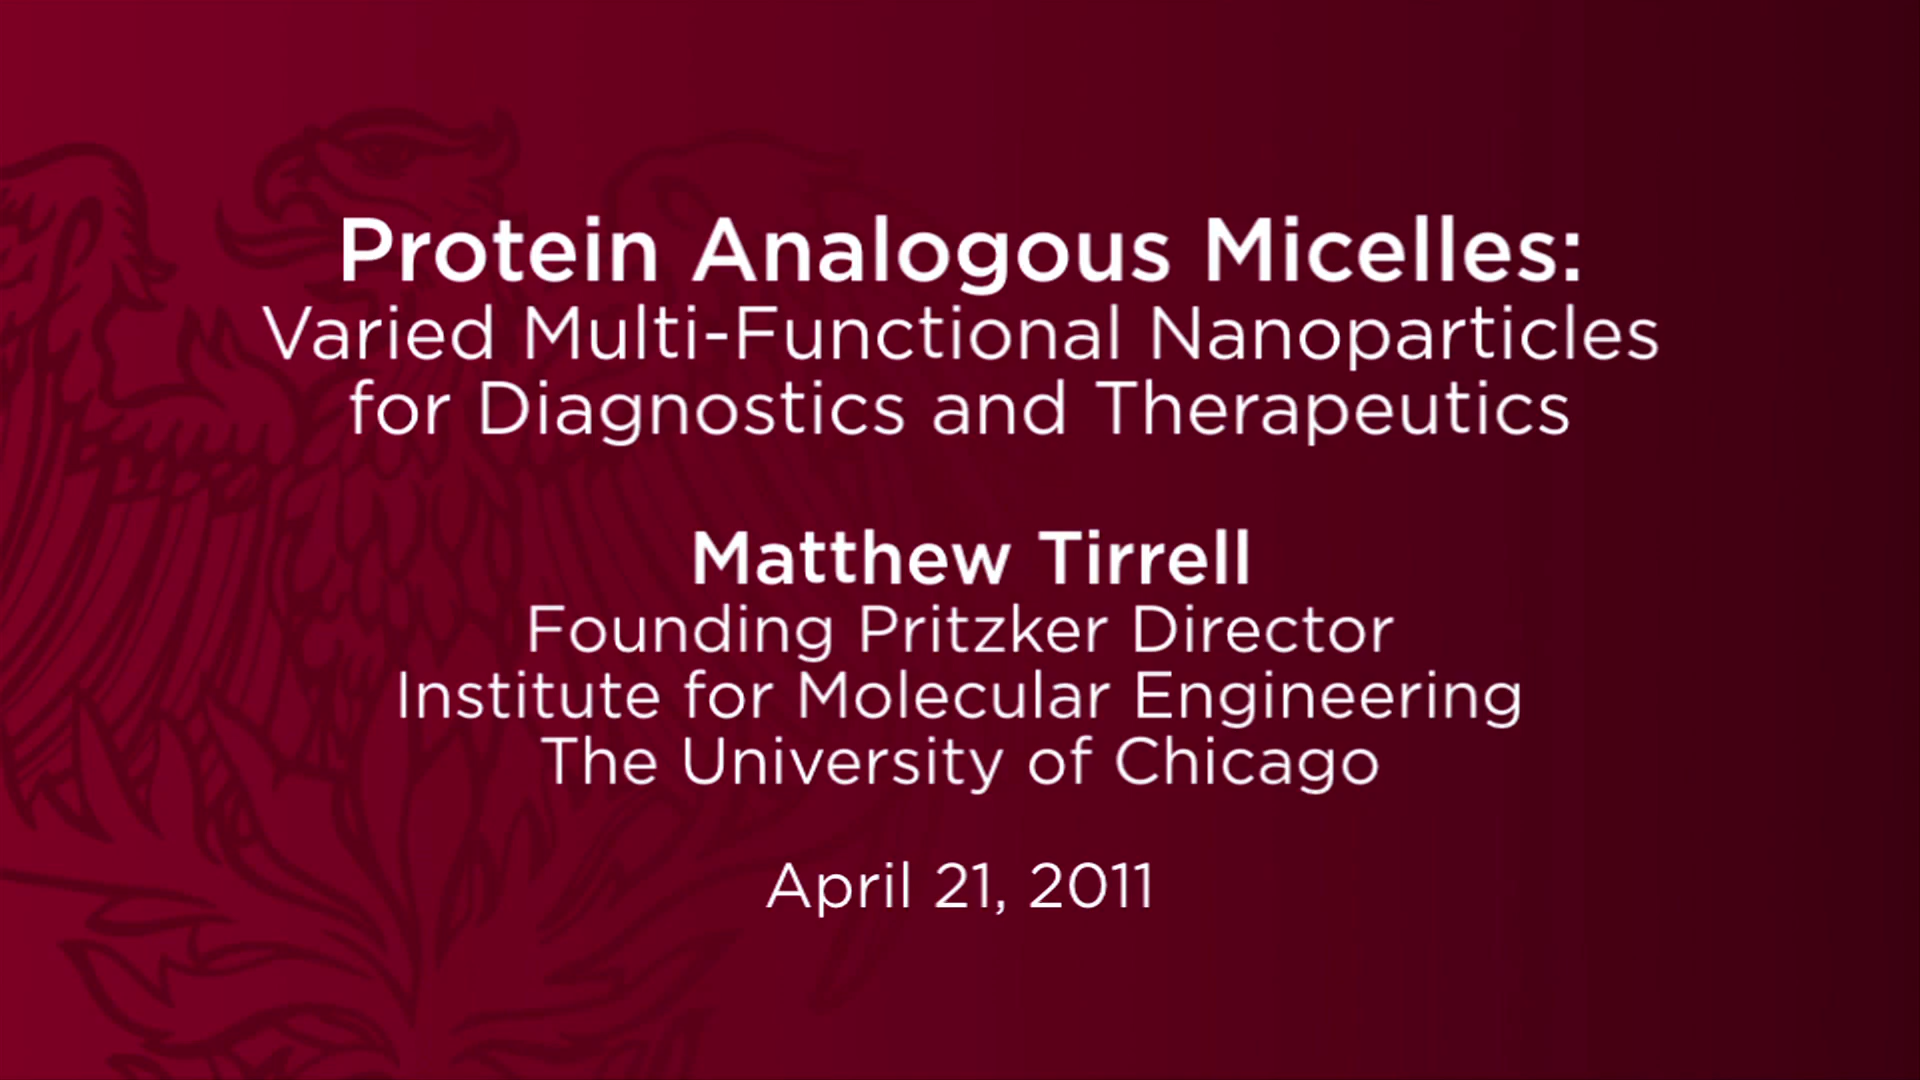 Protein Analogous Micelles:
Varied Multi-Functional Nanoparticles
for Diagnostics and Therapeutics
Matthew Tirrell
Founding Pritzker Director
Institute for Molecular Engineering
The University of Chicago
April 21, 2011